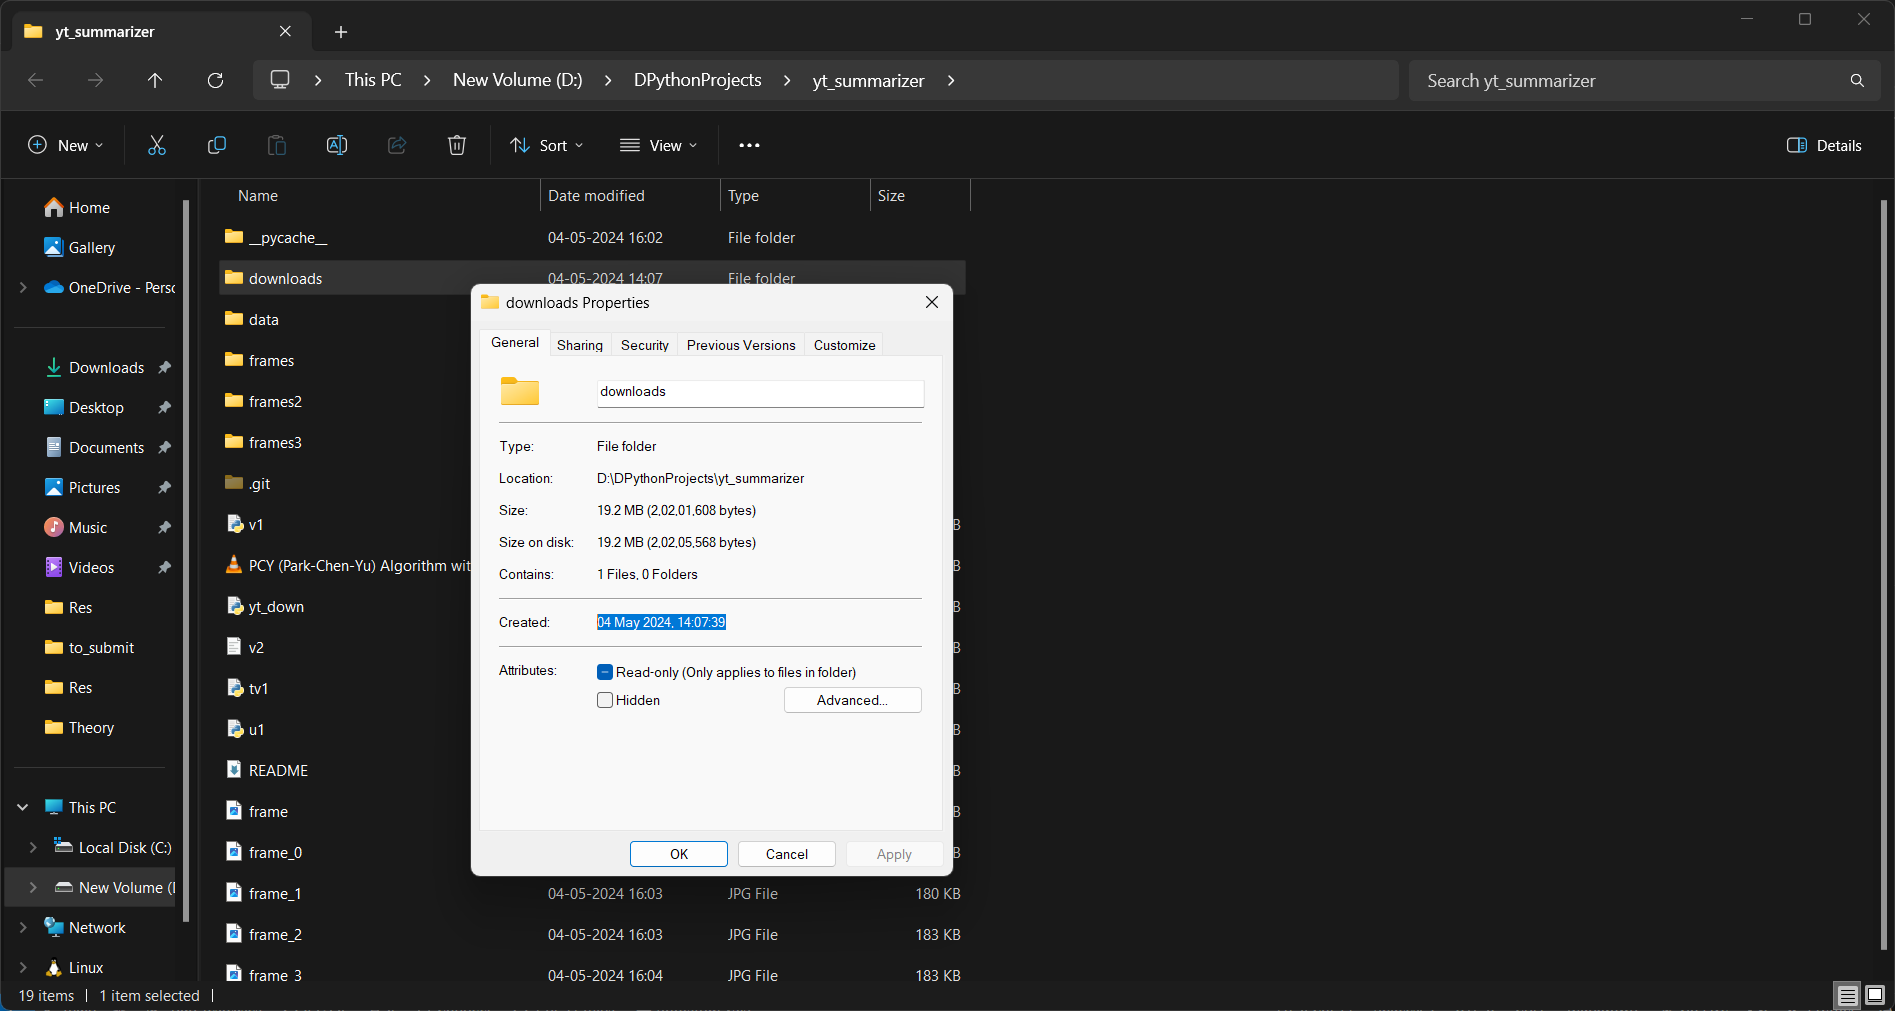 yt_summarizer
This PC > New Volume (D:) > DPythonProjects > yt_summarizer >
Search yt_summarizer
New
Sort
View
Details
Home
Gallery
OneDrive - Persc
Downloads
Desktop
Documents
Pictures
Music
Videos
Res
to_submit
Res
Theory
This PC
Local Disk (C:)
New Volume (
Network
Linux
Name Date modified Type Size
__pycache__ 04-05-2024 16:02 File folder
downloads 04-05-2024 14:07 File folder
data
frames
frames2
frames3
.git
v1 B
PCY (Park-Chen-Yu) Algorithm wit B
yt_down B
v2 B
tv1 B
u1 B
README B
frame B
frame_0 B
frame_1 04-05-2024 16:03 JPG File 180 KB
frame_2 04-05-2024 16:03 JPG File 183 KB
frame_3 04-05-2024 16:04 JPG File 183 KB
downloads Properties
General Sharing Security Previous Versions Customize
downloads
Type: File folder
Location: D:\DPythonProjects\yt_summarizer
Size: 19.2 MB (2,02,01,608 bytes)
Size on disk: 19.2 MB (2,02,05,568 bytes)
Contains: 1 Files, 0 Folders
Created: 04 May 2024, 14:07:39
Attributes: Read-only (Only applies to files in folder)
Hidden Advanced...
OK Cancel Apply
19 items | 1 item selected |